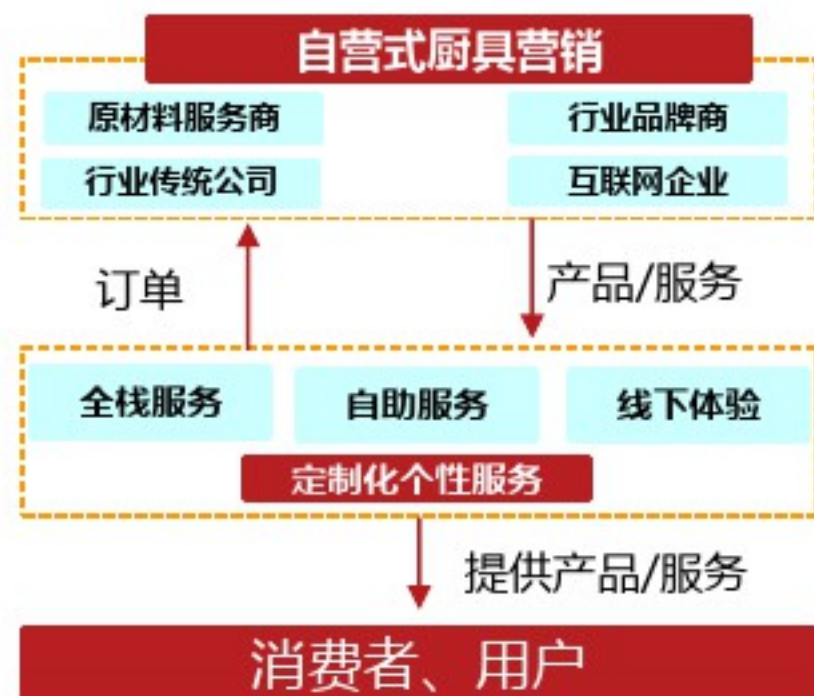 自营式厨具营销
原材料服务商
行业品牌商
行业传统公司
互联网企业
订单
产品/服务
全栈服务
自助服务
线下体验
定制化个性服务
提供产品/服务
消费者、用户